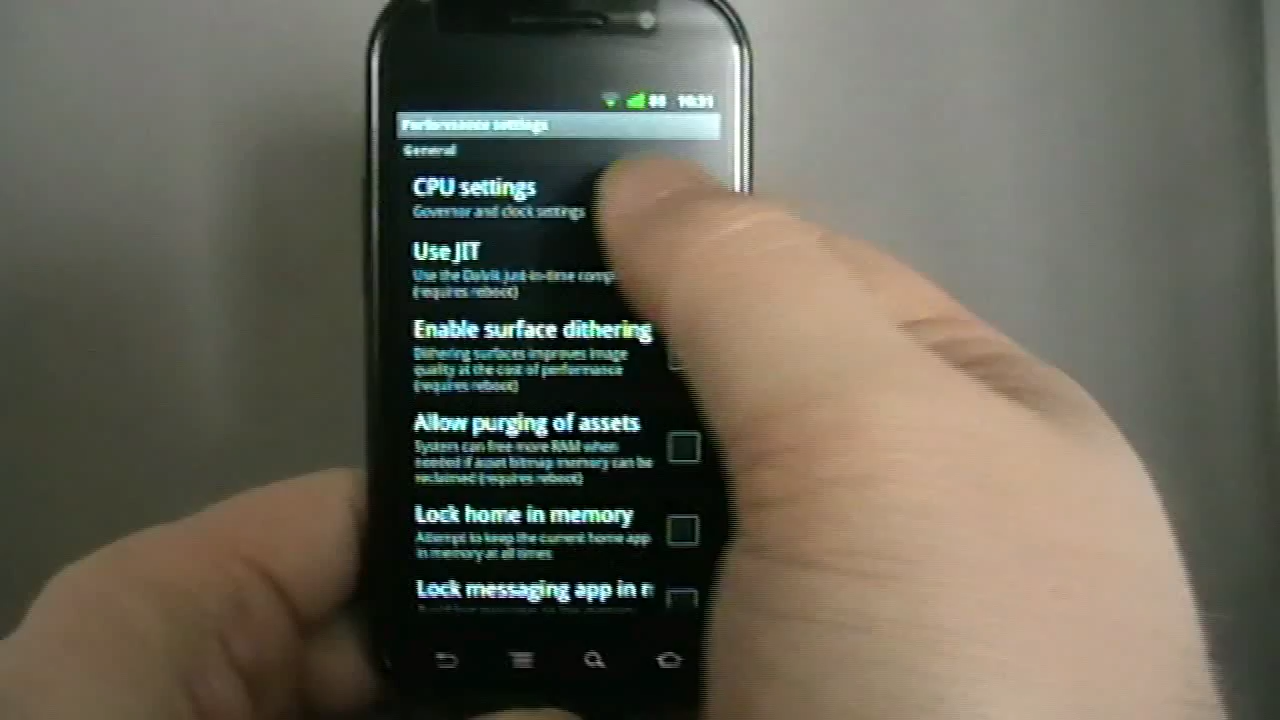 10:31
Performance settings
General
CPU settings
Governor and clock settings
Use JIT
Use the Dalvik just-in-time comp
(requires reboot)
Enable surface dithering
Dithering surfaces improves image
quality at the cost of performance
(requires reboot)
Allow purging of assets
System can free more RAM when
needed if asset bitmap memory can be
reclaimed (requires reboot)
Lock home in memory
Attempt to keep the current home app
in memory at all times
Lock messaging app in